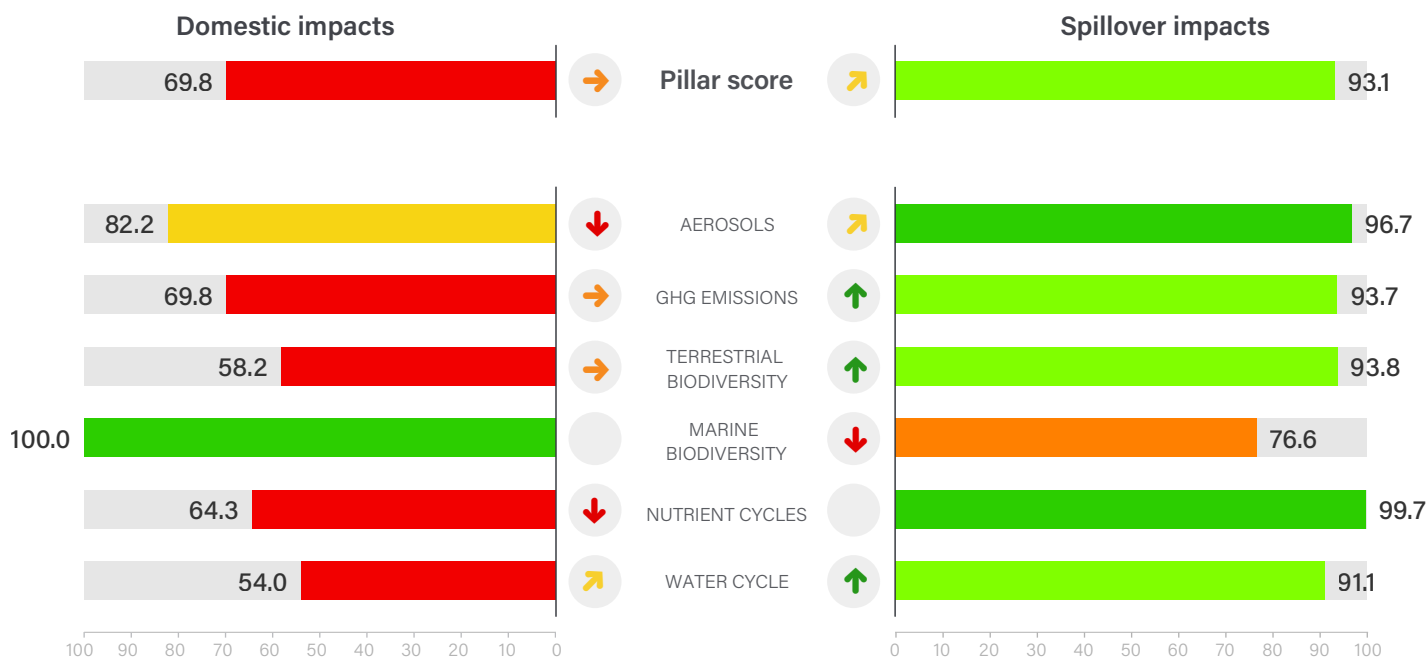 Domestic impacts
Spillover impacts
69.8
Pillar score
93.1
82.2
AEROSOLS
96.7
69.8
GHG EMISSIONS
93.7
58.2
TERRESTRIAL
BIODIVERSITY
93.8
100.0
MARINE
BIODIVERSITY
76.6
64.3
NUTRIENT CYCLES
99.7
54.0
WATER CYCLE
91.1
100 90 80 70 60 50 40 30 20 10 0
0 10 20 30 40 50 60 70 80 90 100